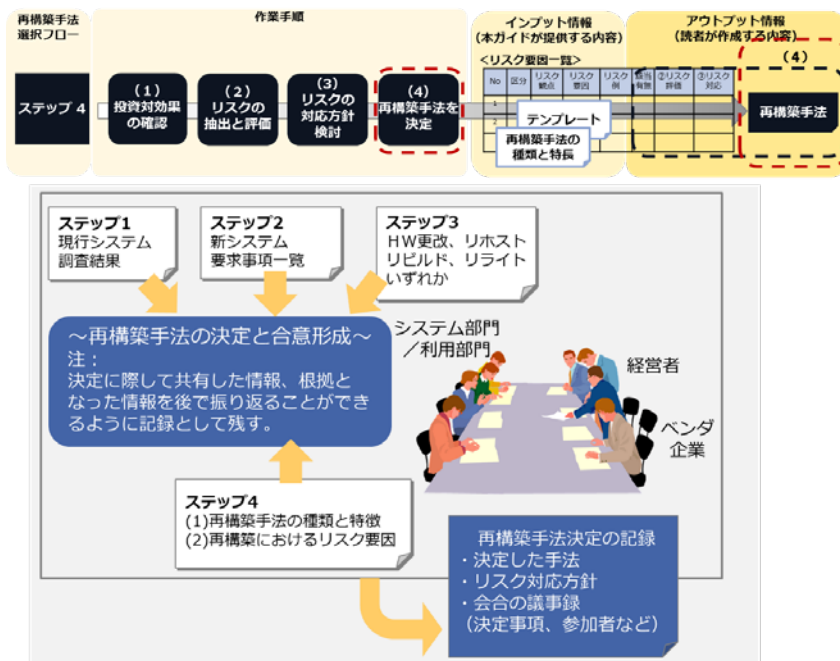 再構築手法
選択フロー
作業手順
インプット情報
(本ガイドが提供する内容)
アウトプット情報
(読者が作成する内容)
ステップ 4
(1)
投資対効果
の確認
(2)
リスクの
抽出と評価
(3)
リスクの
対応方針
検討
(4)
再構築手法を
決定
<リスク要因一覧>
No 区分 リスク観点 リスク要因 リスク例 該当有無 ②リスク評価 ③リスク対応
1
2
テンプレート
再構築手法の
種類と特長
(4)
再構築手法
ステップ1
現行システム
調査結果
ステップ2
新システム
要求事項一覧
ステップ3
HW更改、リホスト
リビルド、リライト
いずれか
~再構築手法の決定と合意形成~
注:
決定に際して共有した情報、根拠と
なった情報を後で振り返ることができ
るように記録として残す。
システム部門
/利用部門
経営者
ベンダ
企業
ステップ4
(1)再構築手法の種類と特徴
(2)再構築におけるリスク要因
再構築手法決定の記録
・決定した手法
・リスク対応方針
・会合の議事録
(決定事項、参加者など)